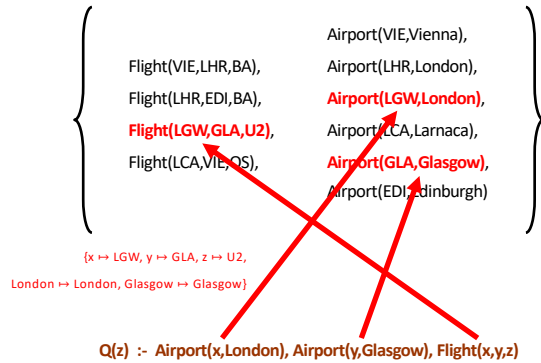 Airport(VIE,Vienna),
Flight(VIE,LHR,BA), Airport(LHR,London),
Flight(LHR,EDI,BA), Airport(LGW,London),
Flight(LGW,GLA,U2), Airport(LCA,Larnaca)
Flight(LCA,VIE,OS), Airport(GLA,Glasgow),
Airport(EDI,Edinburgh)
{x ↦ LGW, y ↦ GLA, z ↦ U2,
London ↦ London, Glasgow ↦ Glasgow}
Q(z) :- Airport(x,London), Airport(y,Glasgow), Flight(x,y,z)